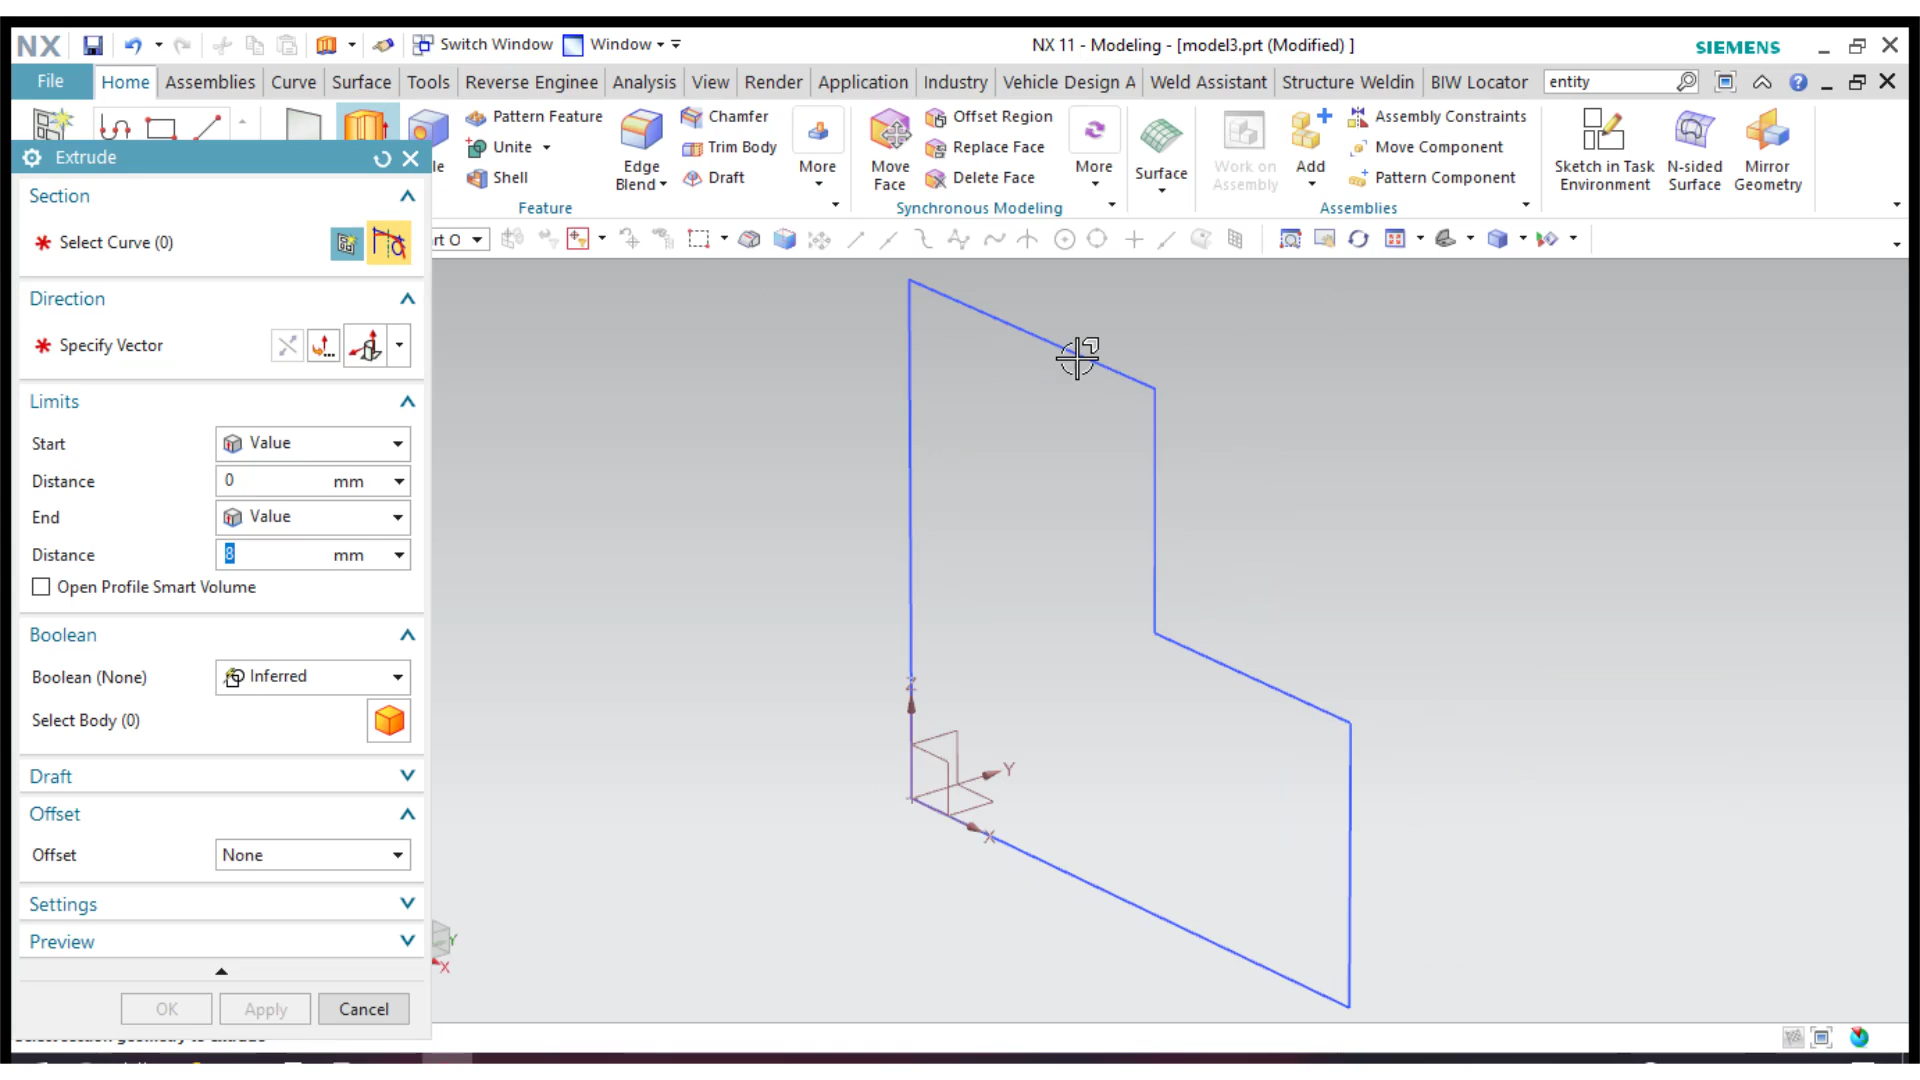 NX Switch Window Window NX 11 - Modeling - [model3.prt (Modified) ] SIEMENS
File Home Assemblies Curve Surface Tools Reverse Enginee Analysis View Render Application Industry Vehicle Design A Weld Assistant Structure Weldin BIW Locator entity
Pattern Feature Chamfer Offset Region Assembly Constraints
Unite Trim Body Replace Face Move Component
Shell Draft Delete Face Pattern Component
Edge
Blend
More
Move
Face
More
Surface
Work on
Assembly
Add
Sketch in Task
Environment
N-sided
Surface
Mirror
Geometry
Feature Synchronous Modeling Assemblies
Extrude
Section
Select Curve (0)
Direction
Specify Vector
Limits
Start Value
Distance 0 mm
End Value
Distance 8 mm
Open Profile Smart Volume
Boolean
Boolean (None) Inferred
Select Body (0)
Draft
Offset
Offset None
Settings
Preview
OK Apply Cancel
Z
Y
X
Y
X